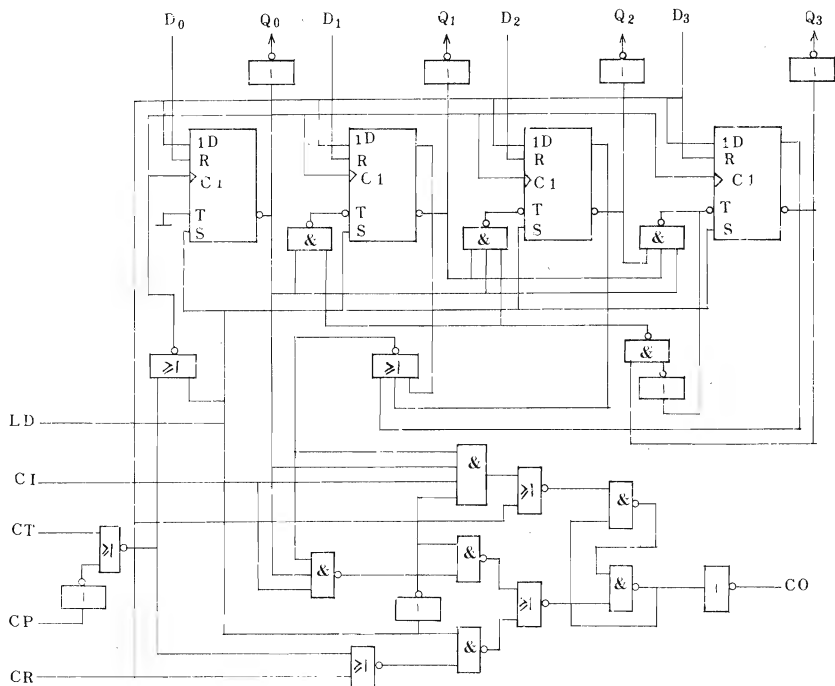 D0 Q0 D1 Q1 D2 Q2 D3 Q3
1 1 1 1
1D 1D 1D 1D
R R R R
C1 C1 C1 C1
T T T T
S S S S
& & &
≥1 ≥1 &
1
LD
& 
CI ≥1 &
CT
≥1 & & &
1 1 ≥1 1 CO
CP
&
≥1
CR